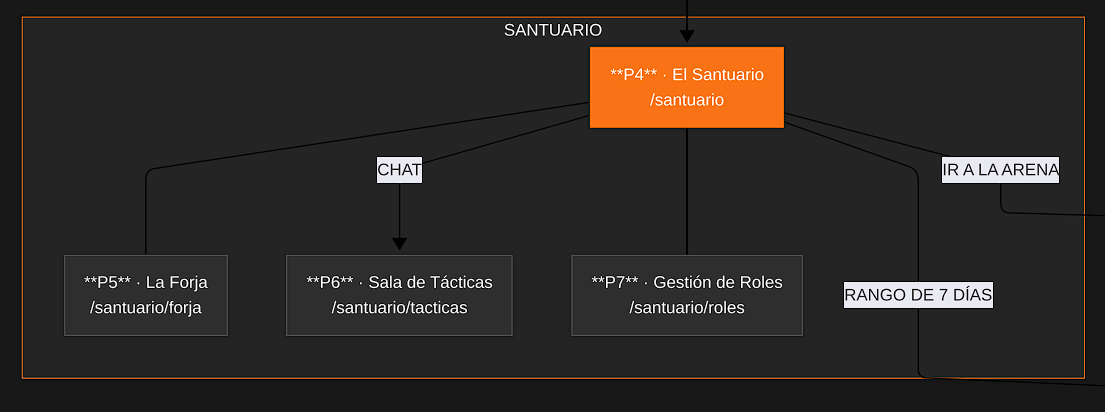 SANTUARIO
**P4** · El Santuario
/santuario
CHAT
IR A LA ARENA
**P5** · La Forja
/santuario/forja
**P6** · Sala de Tácticas
/santuario/tacticas
**P7** · Gestión de Roles
/santuario/roles
RANGO DE 7 DÍAS